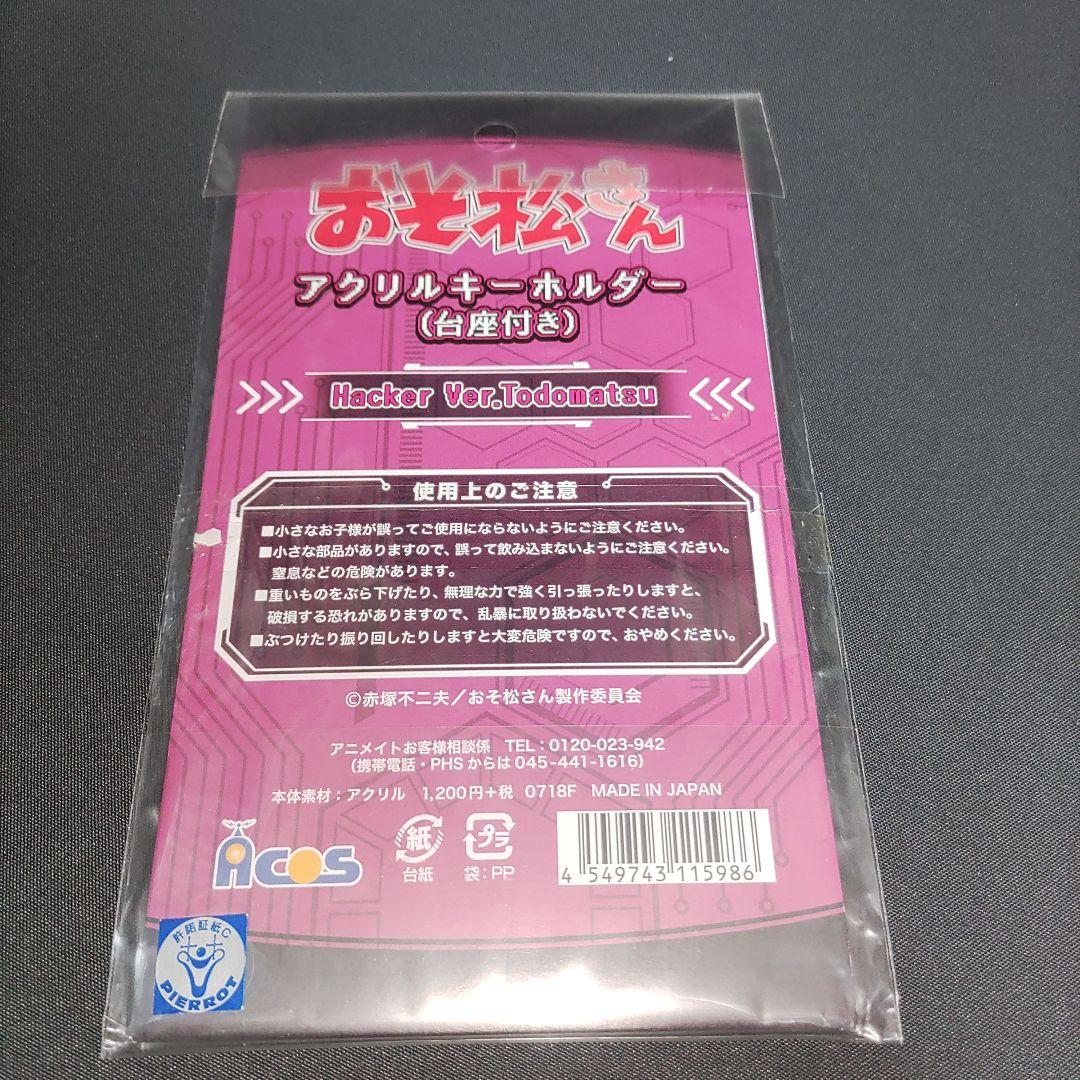 おそ松さん
アクリルキーホルダー
(台座付き)
Hacker Ver.Todomatsu
使用上のご注意
■小さなお子様が誤ってご使用にならないようにご注意ください。
■小さな部品がありますので、誤って飲み込まないようにご注意ください。
窒息などの危険があります。
■重いものをぶら下げたり、無理な力で強く引っ張ったりしますと、
破損する恐れがありますので、乱暴に取り扱わないでください。
■ぶつけたり振り回したりしますと大変危険ですので、おやめください。
©赤塚不二夫／おそ松さん製作委員会
アニメイトお客様相談係 TEL：0120-023-942
(携帯電話・PHSからは045-441-1616)
本体素材：アクリル 1,200円+税 0718F MADE IN JAPAN
ACOS
紙
台紙
プラ
袋：PP
4 549743 115986
許諾証紙C
PIERROT